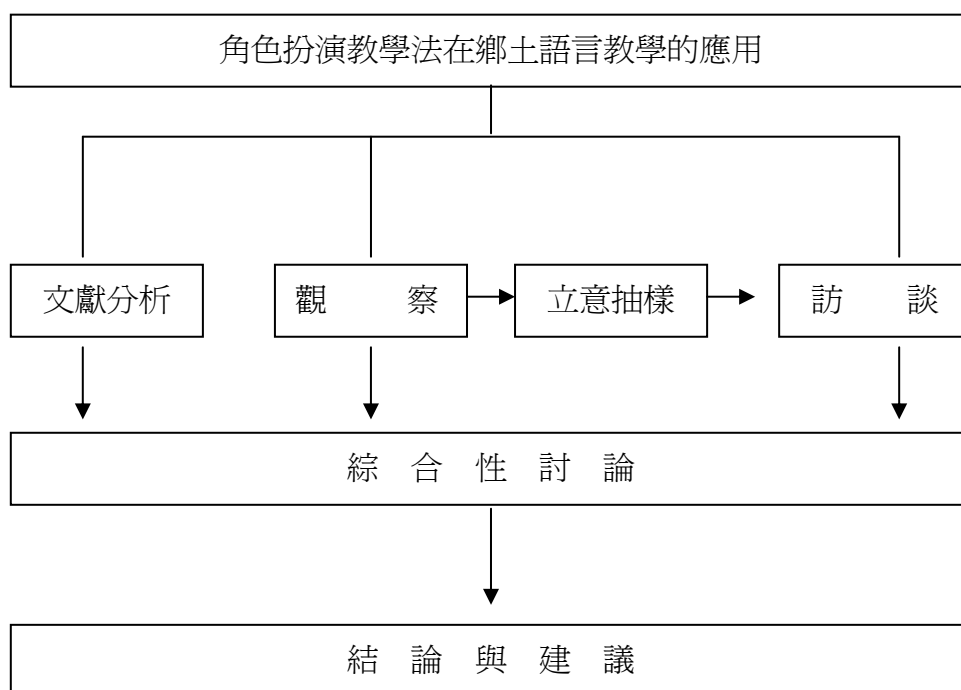 角色扮演教學法在鄉土語言教學的應用
文獻分析
觀 察
立意抽樣
訪 談
綜 合 性 討 論
結 論 與 建 議